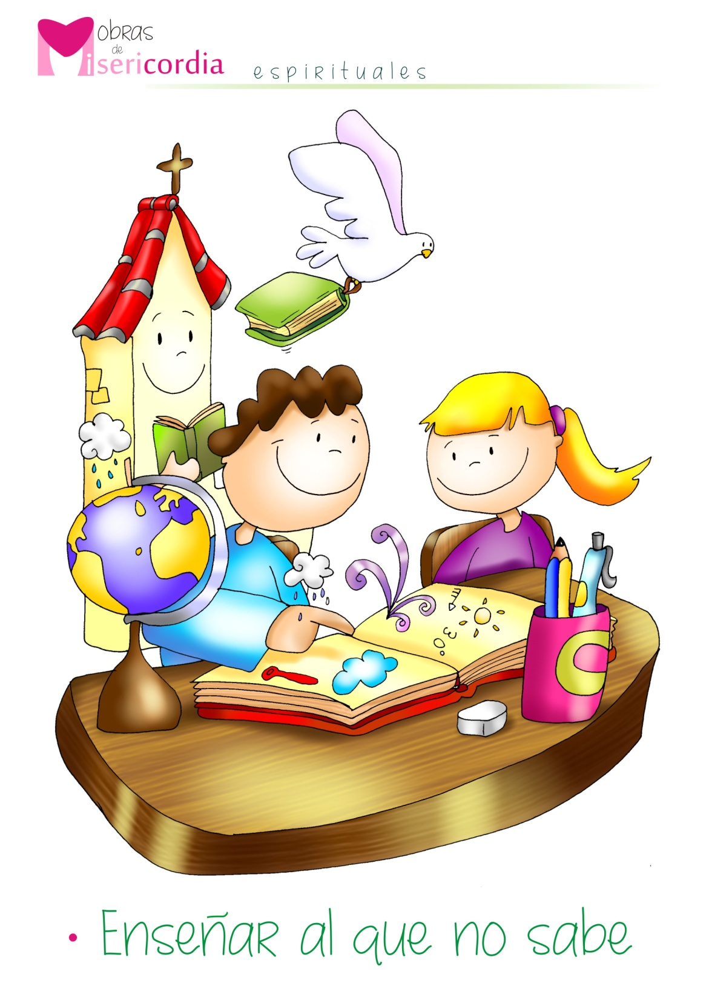 obras
de
Misericordia espirituales
Enseñar al que no sabe